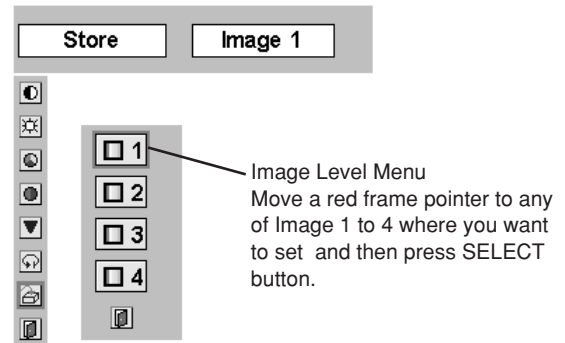 Store Image 1
1
2
3
4
Image Level Menu
Move a red frame pointer to any
of Image 1 to 4 where you want
to set and then press SELECT
button.